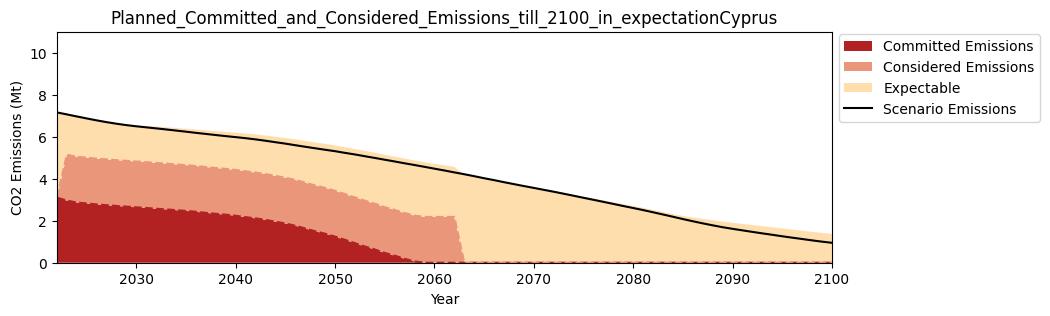 Planned_Committed_and_Considered_Emissions_till_2100_in_expectationCyprus
Committed Emissions
Considered Emissions
Expectable
Scenario Emissions
CO2 Emissions (Mt)
10
8
6
4
2
0
2030 2040 2050 2060 2070 2080 2090 2100
Year